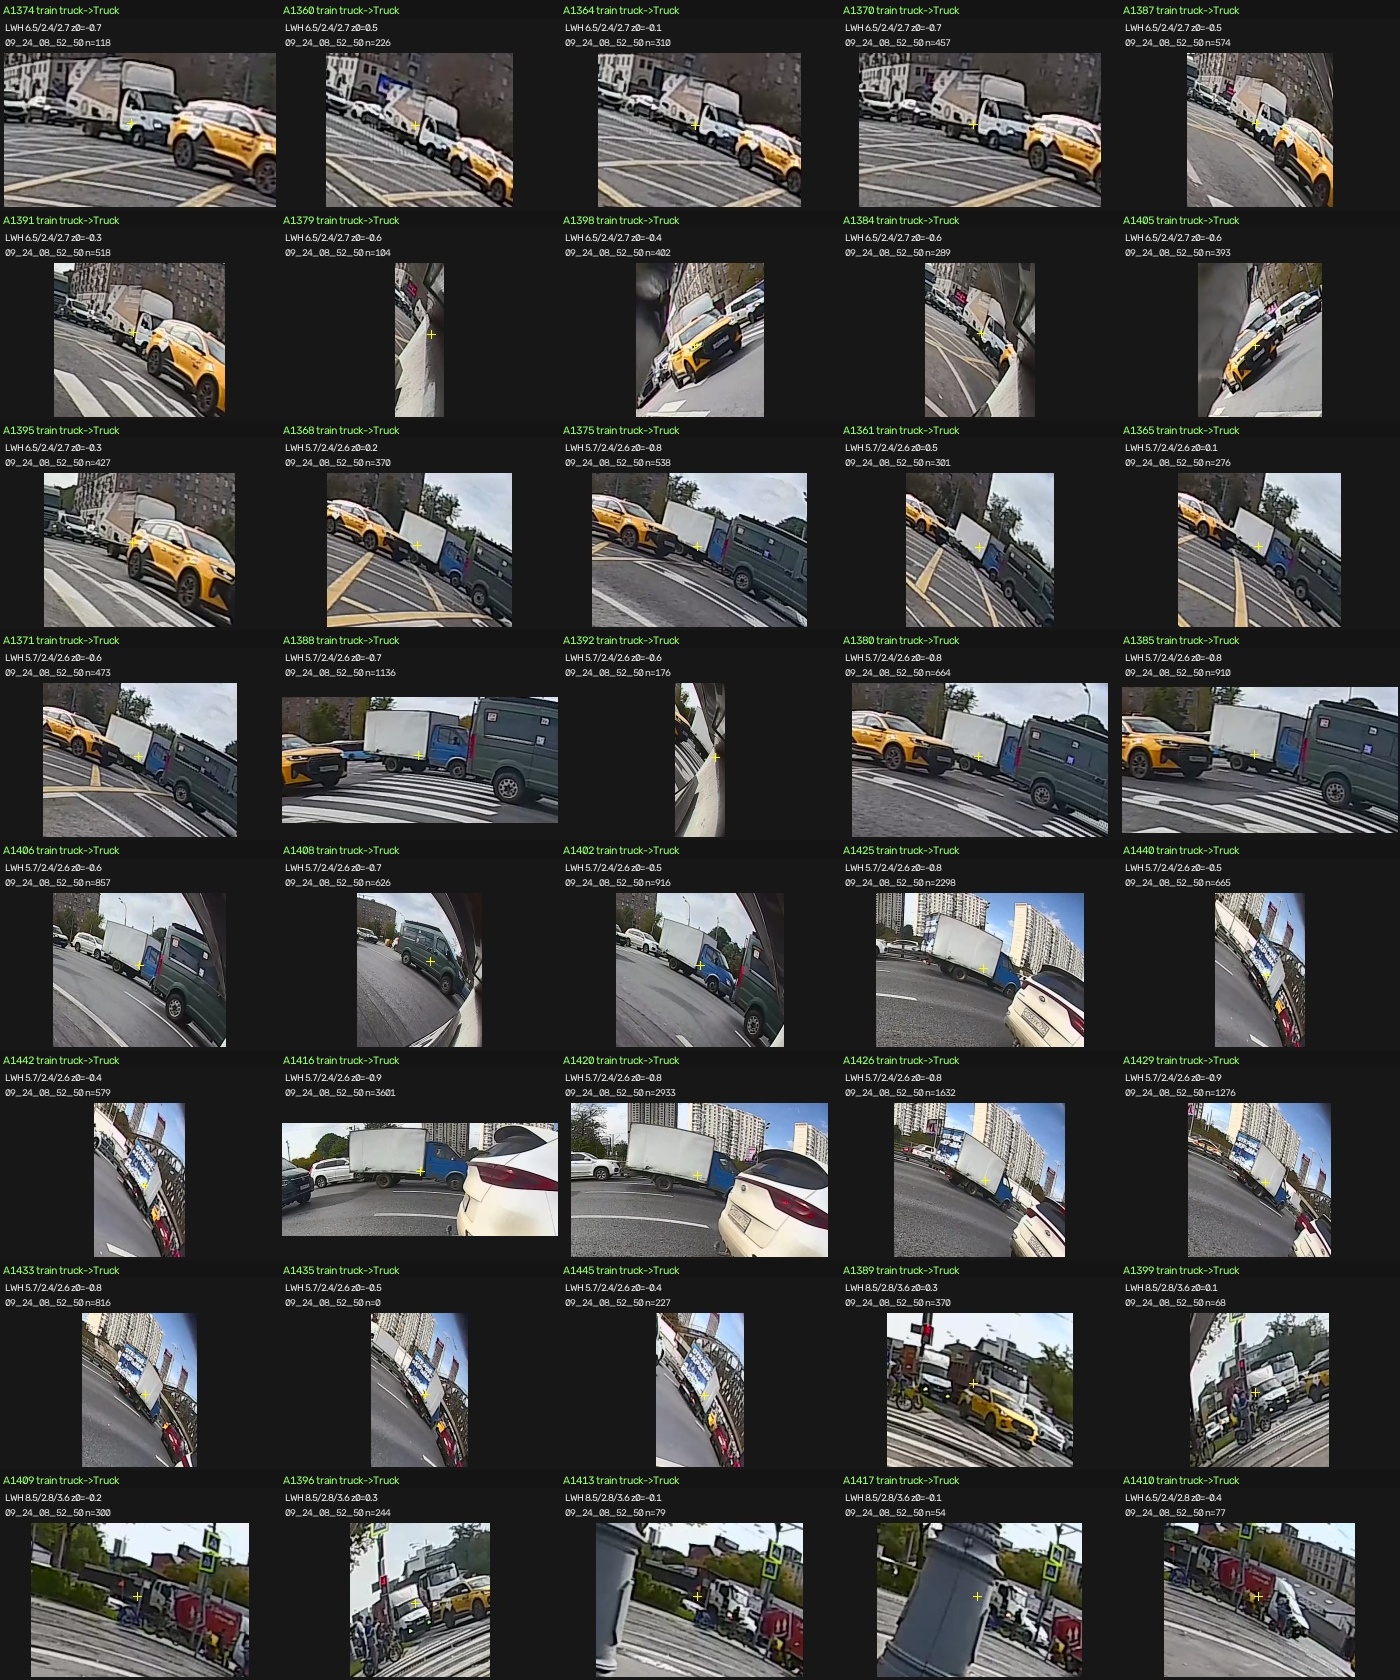 A1374 train truck->Truck
LWH 6.5/2.4/2.7 z0=-0.7
09_24_08_52_50 n=118
A1360 train truck->Truck
LWH 6.5/2.4/2.7 z0=0.5
09_24_08_52_50 n=226
A1364 train truck->Truck
LWH 6.5/2.4/2.7 z0=-0.1
09_24_08_52_50 n=310
A1370 train truck->Truck
LWH 6.5/2.4/2.7 z0=-0.7
09_24_08_52_50 n=457
A1387 train truck->Truck
LWH 6.5/2.4/2.7 z0=-0.5
09_24_08_52_50 n=574
A1391 train truck->Truck
LWH 6.5/2.4/2.7 z0=-0.3
09_24_08_52_50 n=518
A1379 train truck->Truck
LWH 6.5/2.4/2.7 z0=-0.6
09_24_08_52_50 n=104
A1398 train truck->Truck
LWH 6.5/2.4/2.7 z0=-0.4
09_24_08_52_50 n=402
A1384 train truck->Truck
LWH 6.5/2.4/2.7 z0=-0.6
09_24_08_52_50 n=289
A1405 train truck->Truck
LWH 6.5/2.4/2.7 z0=-0.6
09_24_08_52_50 n=393
A1395 train truck->Truck
LWH 6.5/2.4/2.7 z0=-0.3
09_24_08_52_50 n=427
A1368 train truck->Truck
LWH 5.7/2.4/2.6 z0=0.2
09_24_08_52_50 n=370
A1375 train truck->Truck
LWH 5.7/2.4/2.6 z0=-0.8
09_24_08_52_50 n=538
A1361 train truck->Truck
LWH 5.7/2.4/2.6 z0=0.5
09_24_08_52_50 n=301
A1365 train truck->Truck
LWH 5.7/2.4/2.6 z0=0.1
09_24_08_52_50 n=276
A1371 train truck->Truck
LWH 5.7/2.4/2.6 z0=-0.6
09_24_08_52_50 n=473
A1388 train truck->Truck
LWH 5.7/2.4/2.6 z0=-0.7
09_24_08_52_50 n=1136
A1392 train truck->Truck
LWH 5.7/2.4/2.6 z0=-0.6
09_24_08_52_50 n=176
A1380 train truck->Truck
LWH 5.7/2.4/2.6 z0=-0.8
09_24_08_52_50 n=664
A1385 train truck->Truck
LWH 5.7/2.4/2.6 z0=-0.8
09_24_08_52_50 n=910
A1406 train truck->Truck
LWH 5.7/2.4/2.6 z0=-0.6
09_24_08_52_50 n=857
A1408 train truck->Truck
LWH 5.7/2.4/2.6 z0=-0.7
09_24_08_52_50 n=626
A1402 train truck->Truck
LWH 5.7/2.4/2.6 z0=-0.5
09_24_08_52_50 n=916
A1425 train truck->Truck
LWH 5.7/2.4/2.6 z0=-0.8
09_24_08_52_50 n=2298
A1440 train truck->Truck
LWH 5.7/2.4/2.6 z0=-0.5
09_24_08_52_50 n=665
A1442 train truck->Truck
LWH 5.7/2.4/2.6 z0=-0.4
09_24_08_52_50 n=579
A1416 train truck->Truck
LWH 5.7/2.4/2.6 z0=-0.9
09_24_08_52_50 n=3601
A1420 train truck->Truck
LWH 5.7/2.4/2.6 z0=-0.8
09_24_08_52_50 n=2933
A1426 train truck->Truck
LWH 5.7/2.4/2.6 z0=-0.8
09_24_08_52_50 n=1632
A1429 train truck->Truck
LWH 5.7/2.4/2.6 z0=-0.9
09_24_08_52_50 n=1276
A1433 train truck->Truck
LWH 5.7/2.4/2.6 z0=-0.8
09_24_08_52_50 n=816
A1435 train truck->Truck
LWH 5.7/2.4/2.6 z0=-0.5
09_24_08_52_50 n=0
A1445 train truck->Truck
LWH 5.7/2.4/2.6 z0=-0.4
09_24_08_52_50 n=227
A1389 train truck->Truck
LWH 8.5/2.8/3.6 z0=0.3
09_24_08_52_50 n=370
A1399 train truck->Truck
LWH 8.5/2.8/3.6 z0=0.1
09_24_08_52_50 n=68
A1409 train truck->Truck
LWH 8.5/2.8/3.6 z0=-0.2
09_24_08_52_50 n=300
A1396 train truck->Truck
LWH 8.5/2.8/3.6 z0=0.3
09_24_08_52_50 n=244
A1413 train truck->Truck
LWH 8.5/2.8/3.6 z0=-0.1
09_24_08_52_50 n=79
A1417 train truck->Truck
LWH 8.5/2.8/3.6 z0=-0.1
09_24_08_52_50 n=54
A1410 train truck->Truck
LWH 6.5/2.4/2.8 z0=-0.4
09_24_08_52_50 n=77